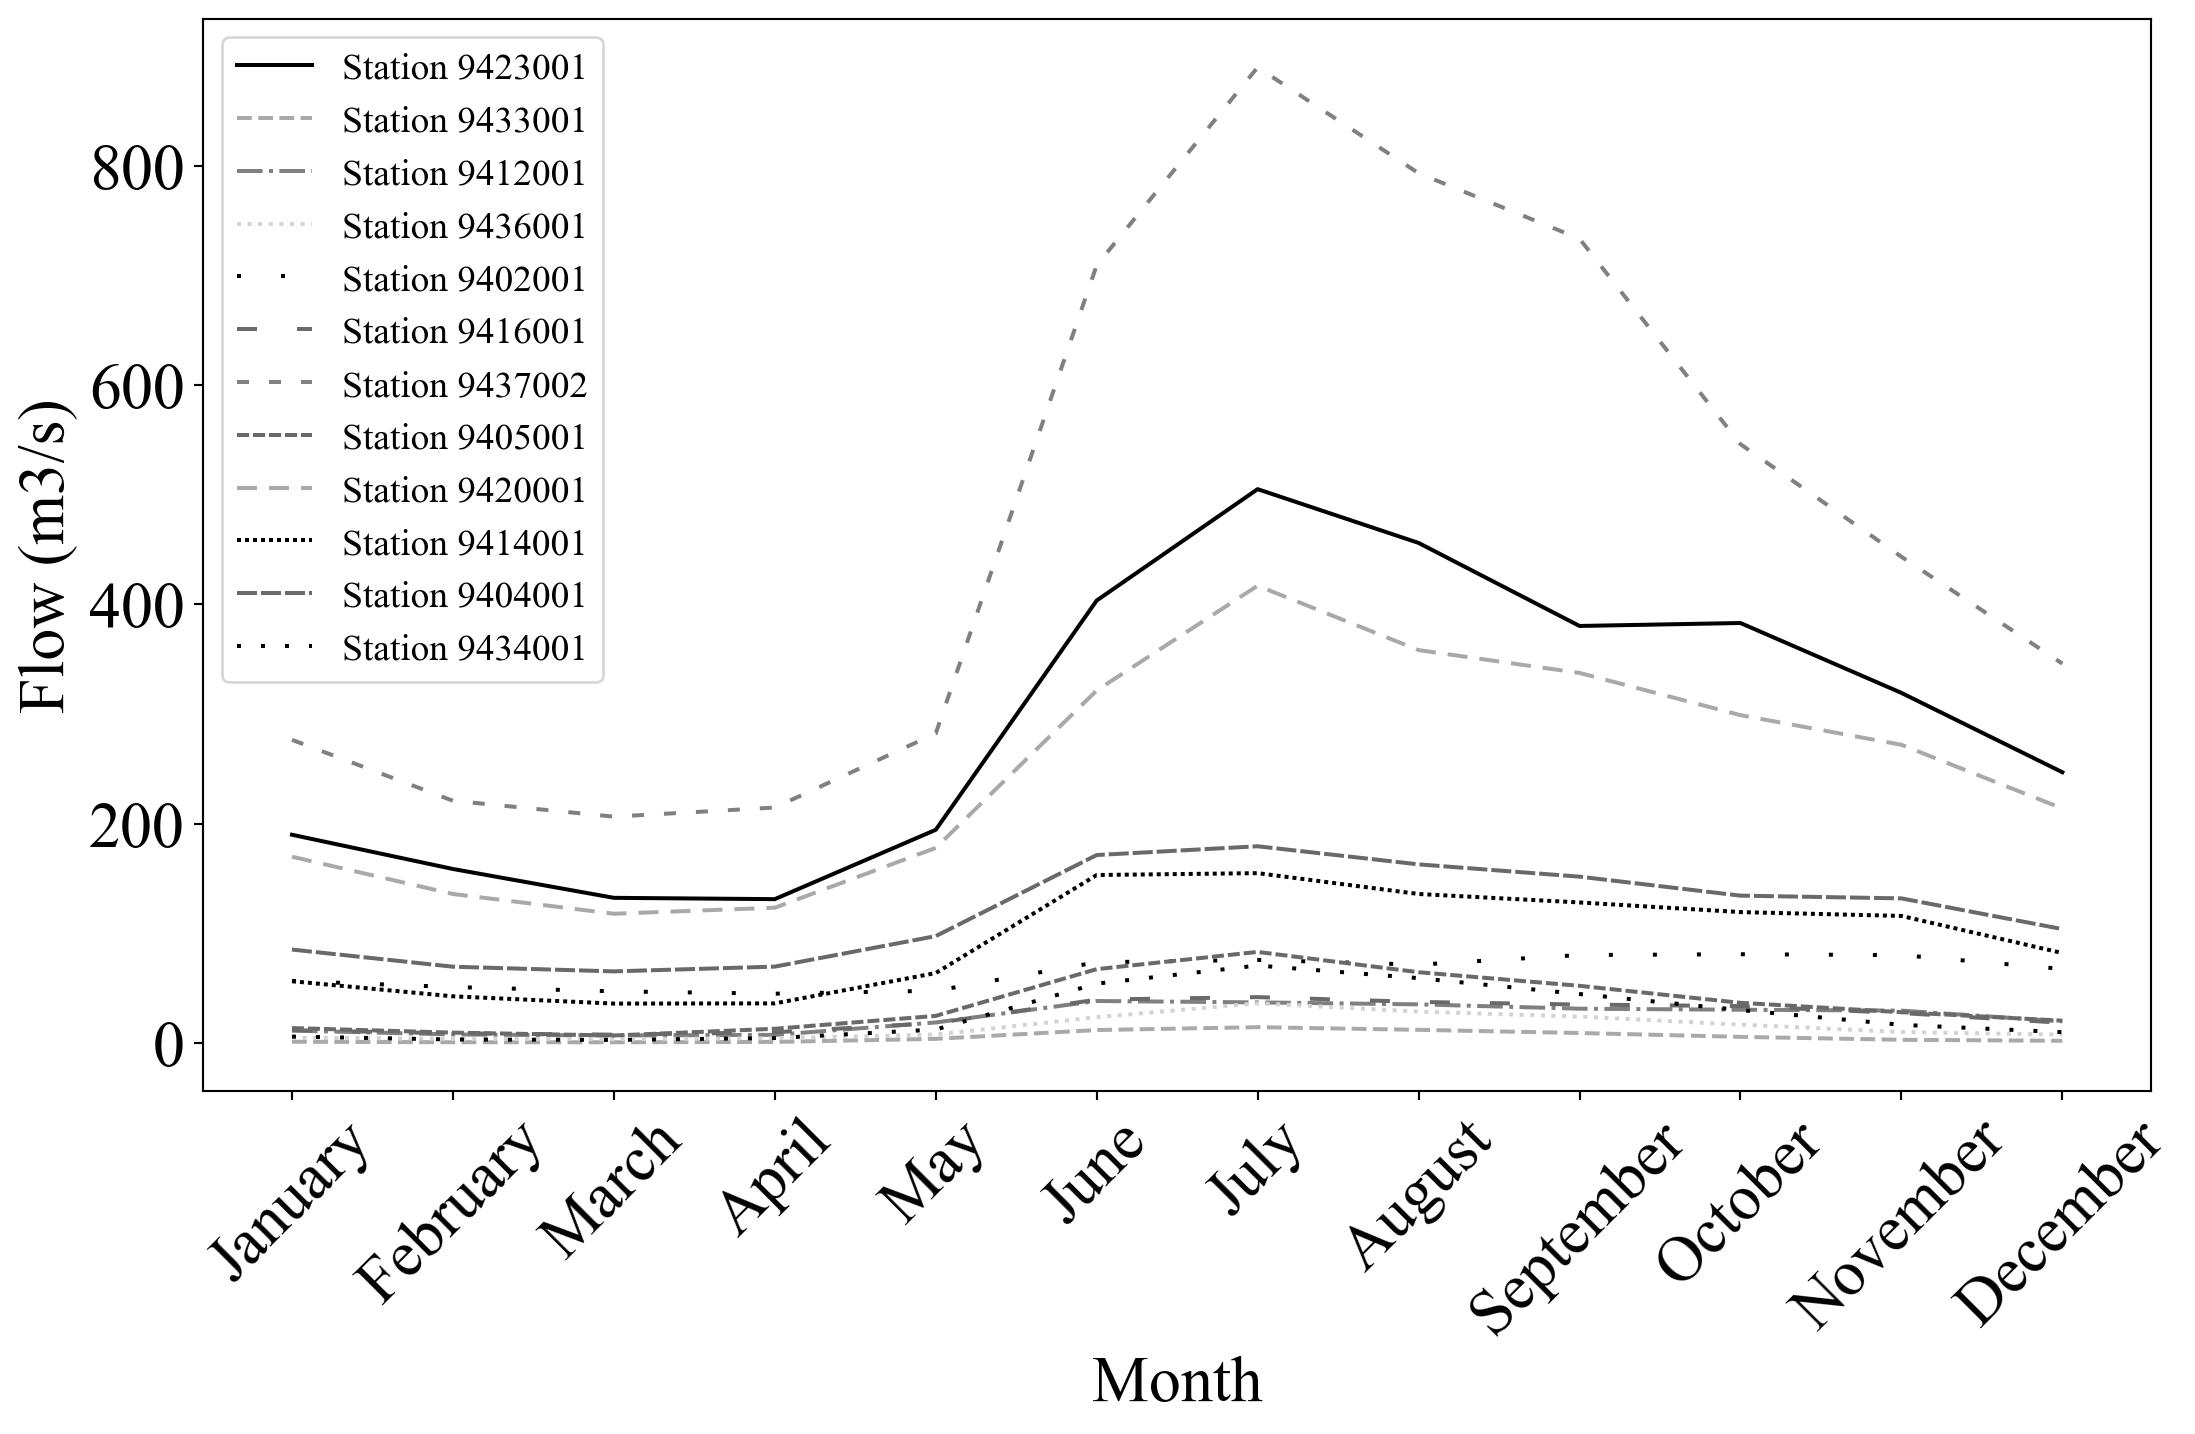 Station 9423001
Station 9433001
Station 9412001
Station 9436001
Station 9402001
Station 9416001
Station 9437002
Station 9405001
Station 9420001
Station 9414001
Station 9404001
Station 9434001
Flow (m3/s)
800
600
400
200
0
January
February
March
April
May
June
July
August
September
October
November
December
Month